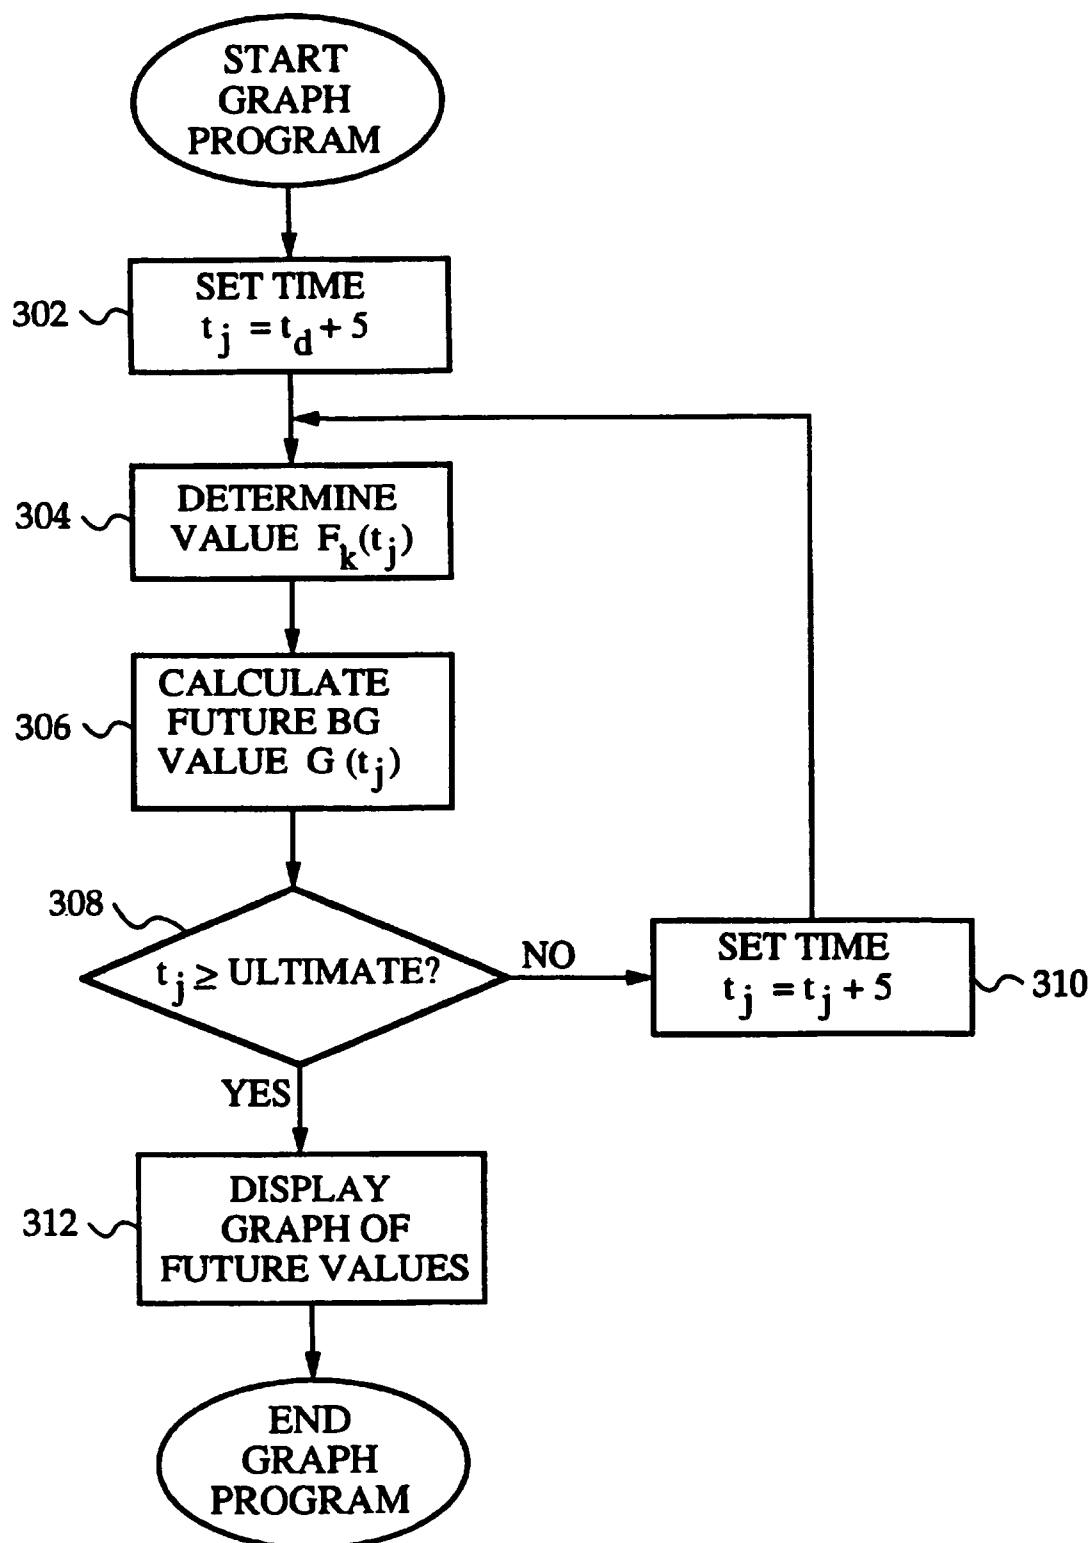 START
GRAPH
PROGRAM
302
SET TIME
t_j = t_d + 5
304
DETERMINE
VALUE F_k(t_j)
306
CALCULATE
FUTURE BG
VALUE G (t_j)
308
t_j ≥ ULTIMATE?
NO
SET TIME
t_j = t_j + 5
310
YES
312
DISPLAY
GRAPH OF
FUTURE VALUES
END
GRAPH
PROGRAM